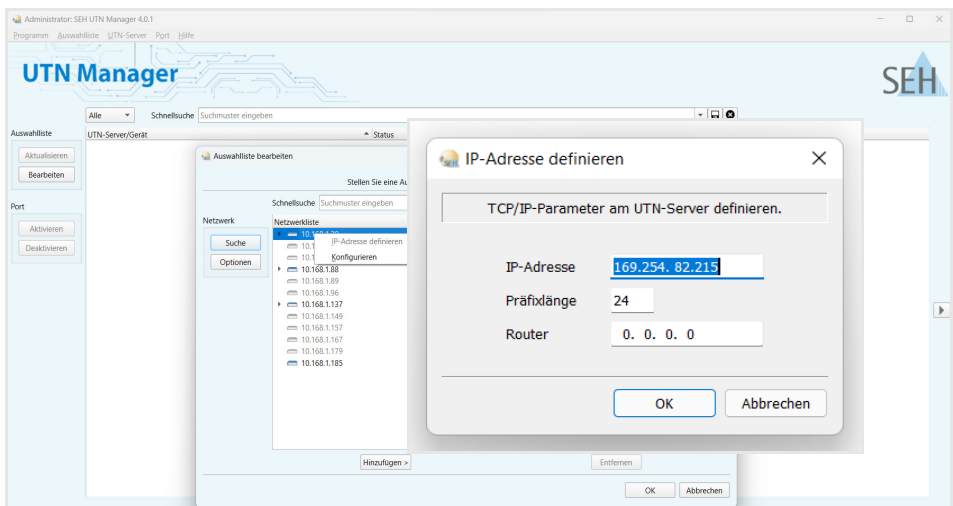 Administrator: SEH UTN Manager 4.0.1
Programm Auswahlliste UTN-Server Port Hilfe
UTN Manager
SEH
Alle Schnellsuche Suchmuster eingeben
Auswahlliste
UTN-Server/Gerät Status
Aktualisieren
Bearbeiten
Port
Aktivieren
Deaktivieren
Auswahlliste bearbeiten
Stellen Sie eine
Schnellsuche Suchmuster eingeben
Netzwerk
Suche
Optionen
Netzwerkliste
IP-Adresse definieren
Konfigurieren
10.168.1.88
10.168.1.89
10.168.1.96
10.168.1.137
10.168.1.149
10.168.1.157
10.168.1.167
10.168.1.179
10.168.1.185
Hinzufügen >
Entfernen
OK Abbrechen
IP-Adresse definieren
TCP/IP-Parameter am UTN-Server definieren.
IP-Adresse 169.254. 82.215
Präfixlänge 24
Router 0. 0. 0. 0
OK Abbrechen